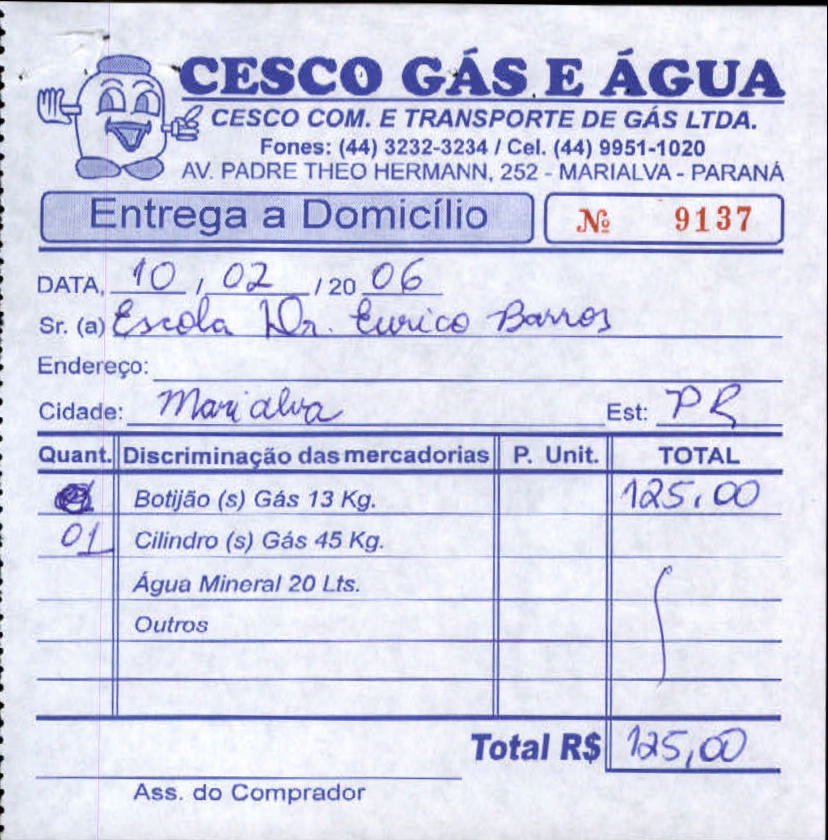 CESCO GÁS E ÁGUA
CESCO COM. E TRANSPORTE DE GÁS LTDA.
Fones: (44) 3232-3234 / Cel. (44) 9951-1020
AV. PADRE THEO HERMANN, 252 - MARIALVA - PARANÁ
Entrega a Domicílio Nº 9137
DATA, 10 / 02 / 20 06
Sr. (a) Escola Dr. Eurico Barros
Endereço:
Cidade: Marialva Est: PR
Quant. Discriminação das mercadorias P. Unit. TOTAL
Botijão (s) Gás 13 Kg. 125,00
01 Cilindro (s) Gás 45 Kg.
Água Mineral 20 Lts.
Outros
Total R$ 125,00
Ass. do Comprador